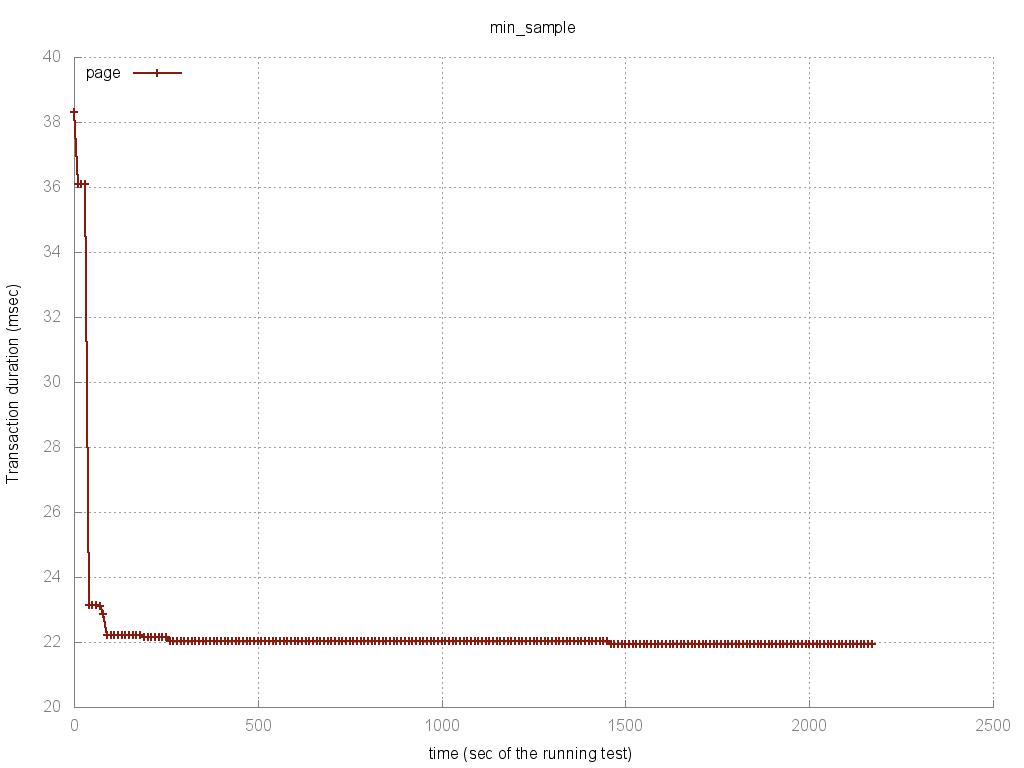 min_sample
page
40
38
36
34
32
30
28
26
24
22
20
Transaction duration (msec)
0 500 1000 1500 2000 2500
time (sec of the running test)